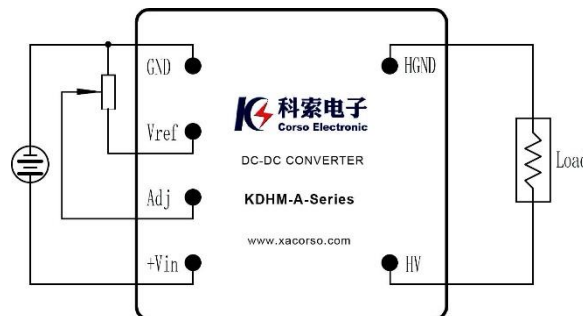 GND
HGND
科索电子
Corso Electronic
Vref
DC-DC CONVERTER
Load
Adj
KDHM-A-Series
www.xacorso.com
+Vin
HV